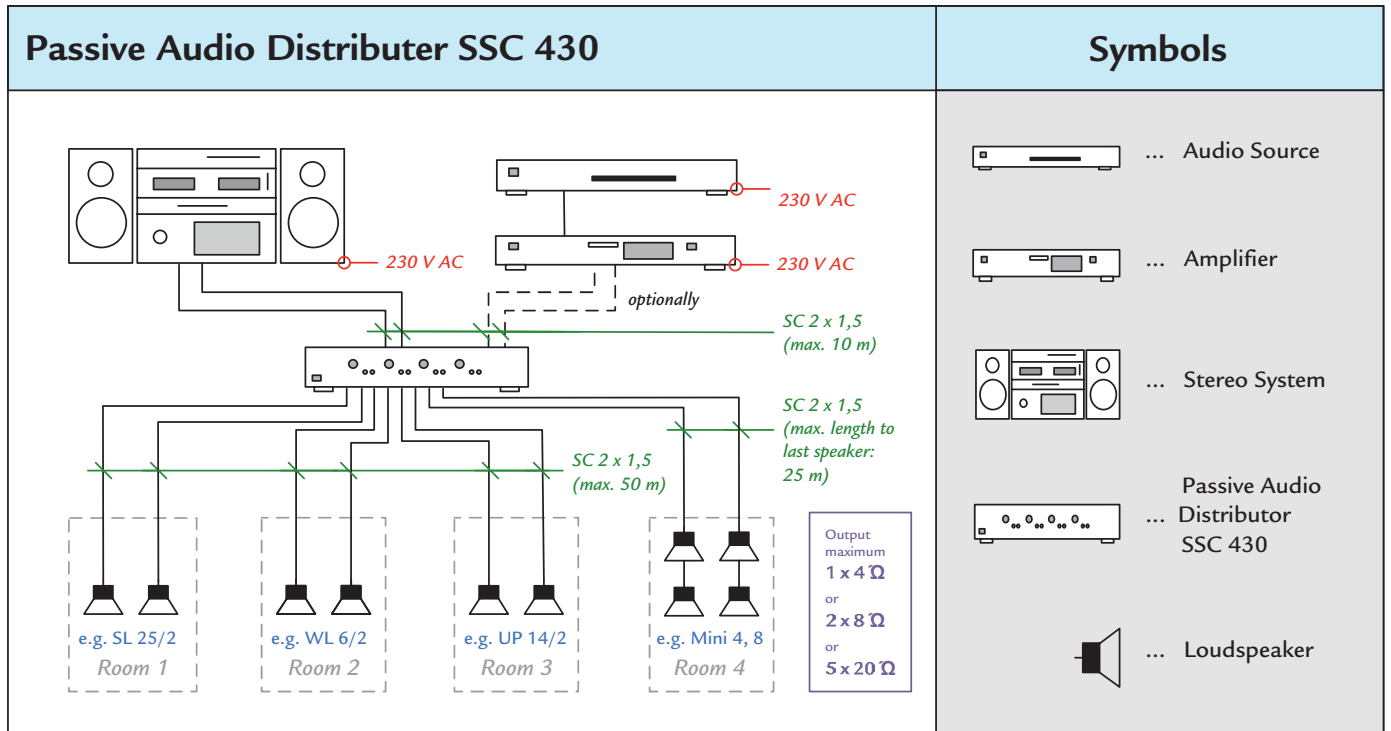 Passive Audio Distributer SSC 430
230 V AC
230 V AC
230 V AC
optionally
SC 2 x 1,5
(max. 10 m)
SC 2 x 1,5
(max. length to
last speaker:
25 m)
SC 2 x 1,5
(max. 50 m)
e.g. SL 25/2
Room 1
e.g. WL 6/2
Room 2
e.g. UP 14/2
Room 3
e.g. Mini 4, 8
Room 4
Output
maximum
1 x 4 Ω
or
2 x 8 Ω
or
5 x 20 Ω
Symbols
... Audio Source
... Amplifier
... Stereo System
Passive Audio
... Distributor
SSC 430
... Loudspeaker